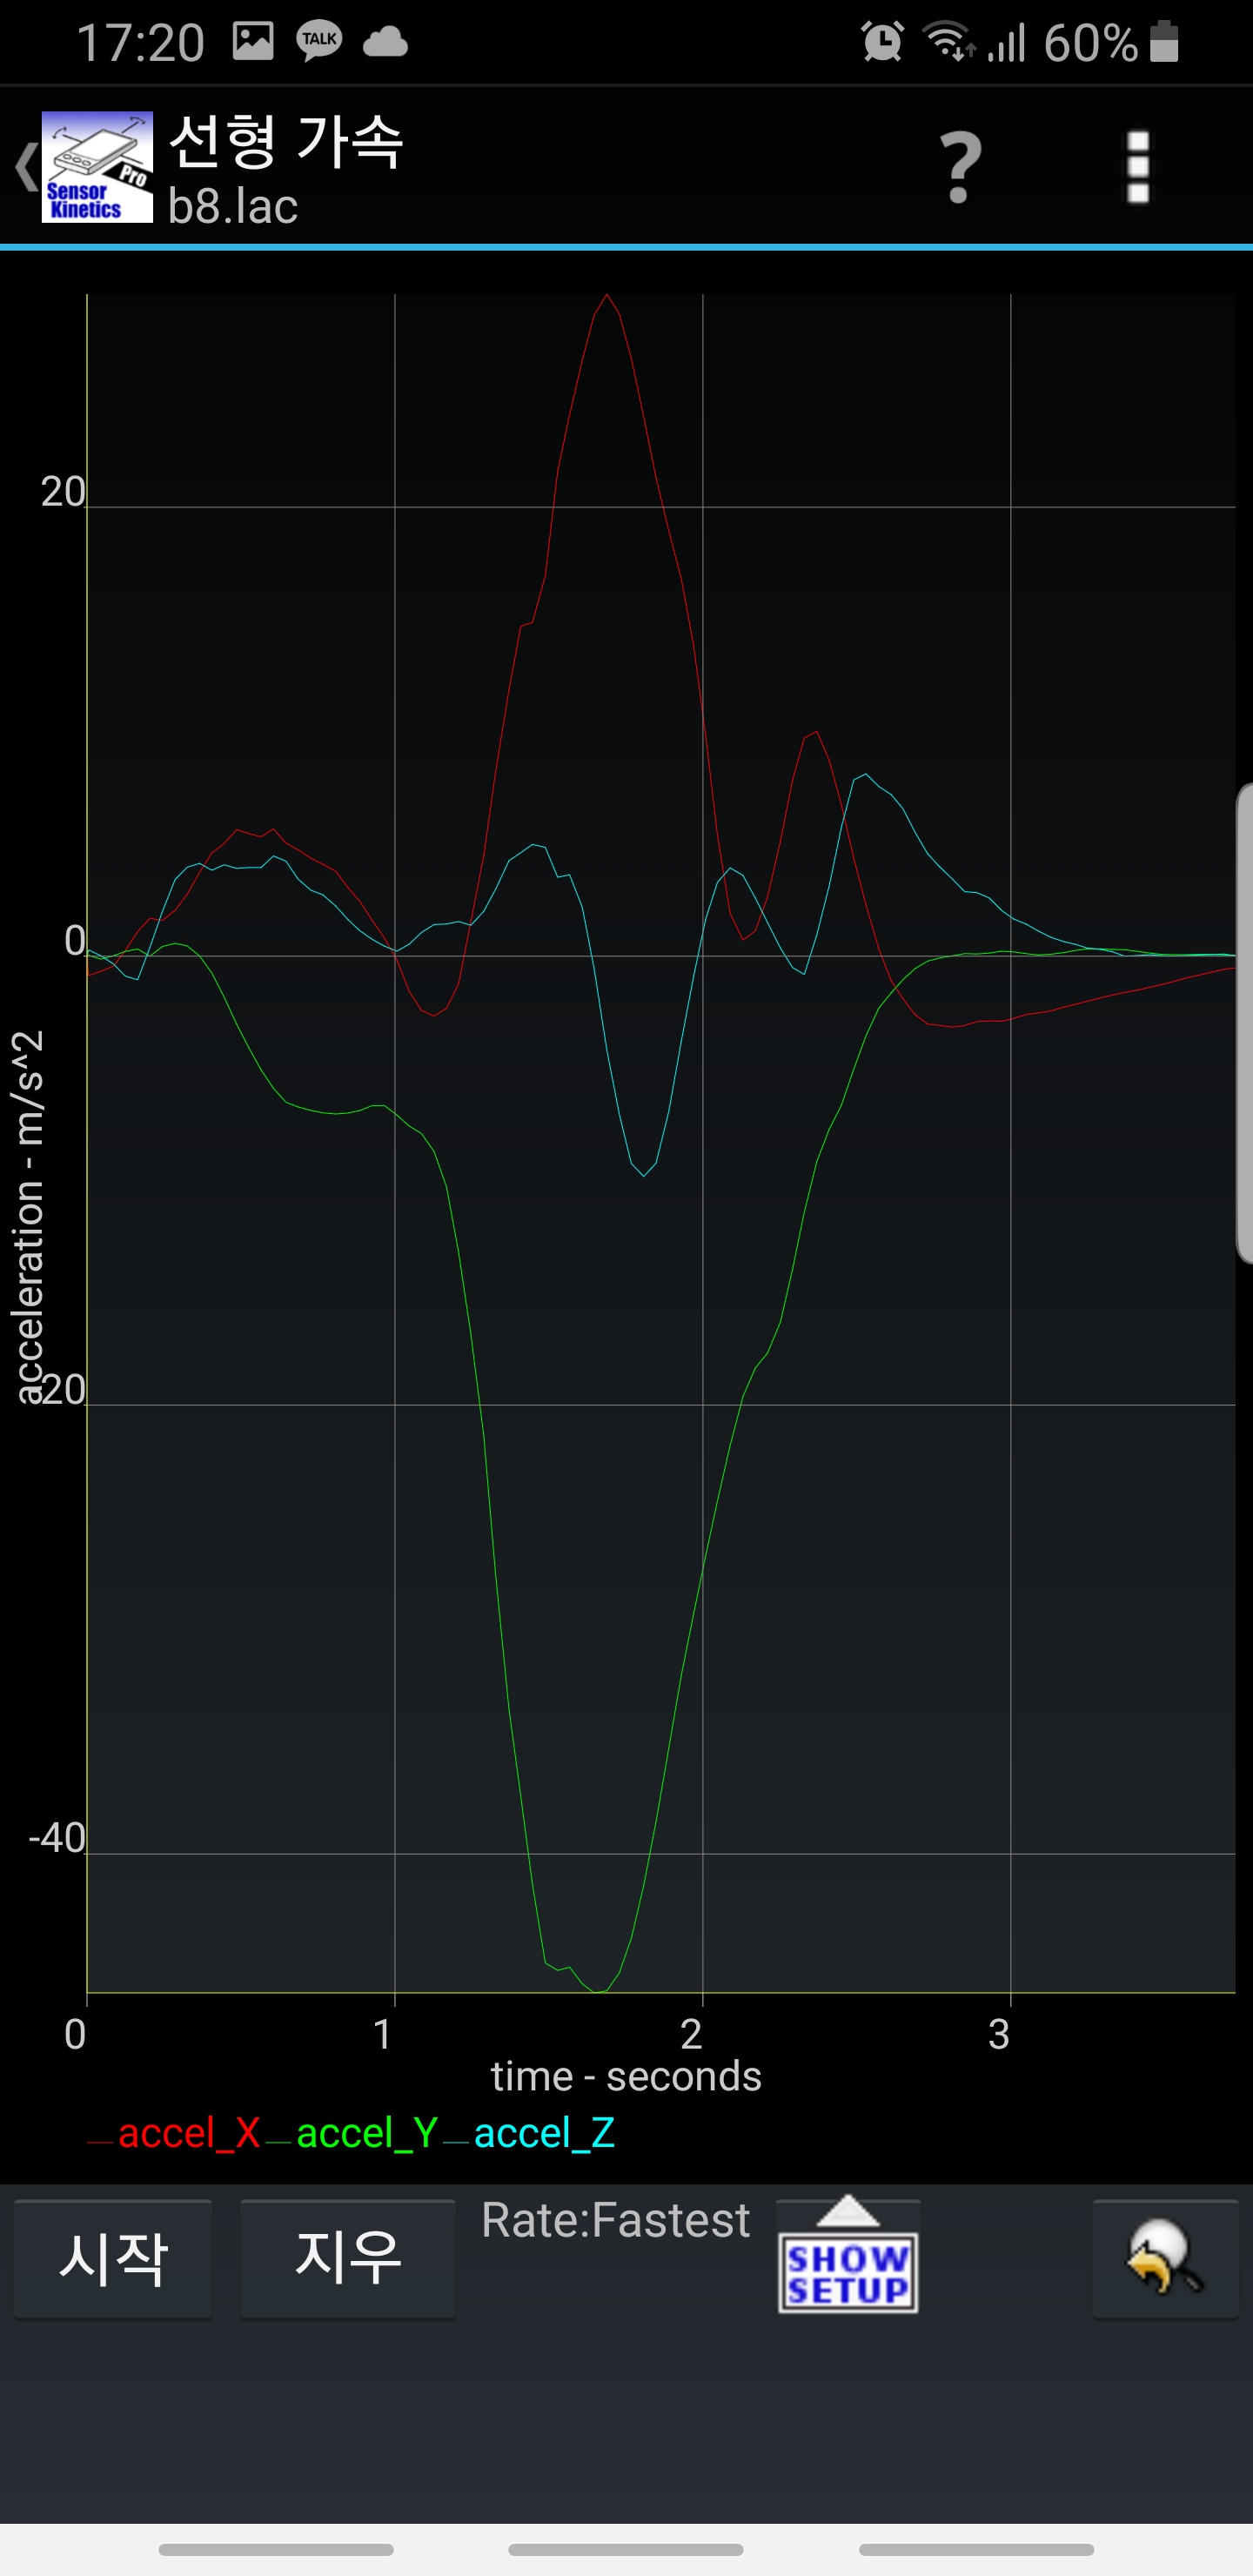 17:20 TALK 60%
선형 가속
b8.lac
?
Pro
Sensor
Kinetics
20
0
acceleration - m/s^2
-20
-40
0 1 2 3
time - seconds
accel_X accel_Y accel_Z
시작 지우 Rate:Fastest SHOW
SETUP